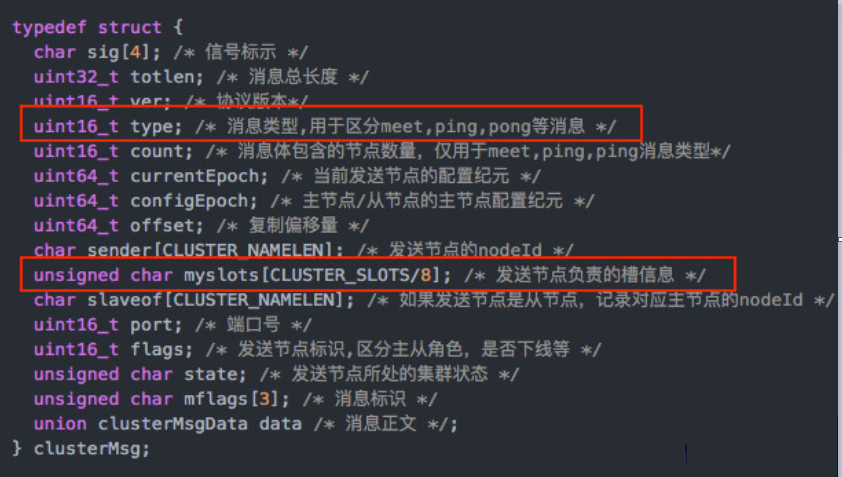 typedef struct {
char sig[4]; /* 信号标示 */
uint32_t totlen; /* 消息总长度 */
uint16_t ver; /* 协议版本*/
uint16_t type; /* 消息类型,用于区分meet,ping,pong等消息 */
uint16_t count; /* 消息体包含的节点数量，仅用于meet,ping,ping消息类型*/
uint64_t currentEpoch; /* 当前发送节点的配置纪元 */
uint64_t configEpoch; /* 主节点/从节点的主节点配置纪元 */
uint64_t offset; /* 复制偏移量 */
char sender[CLUSTER_NAMELEN]; /* 发送节点的nodeId */
unsigned char myslots[CLUSTER_SLOTS/8]; /* 发送节点负责的槽信息 */
char slaveof[CLUSTER_NAMELEN]; /* 如果发送节点是从节点，记录对应主节点的nodeId */
uint16_t port; /* 端口号 */
uint16_t flags; /* 发送节点标识,区分主从角色，是否下线等 */
unsigned char state; /* 发送节点所处的集群状态 */
unsigned char mflags[3]; /* 消息标识 */
union clusterMsgData data /* 消息正文 */;
} clusterMsg;